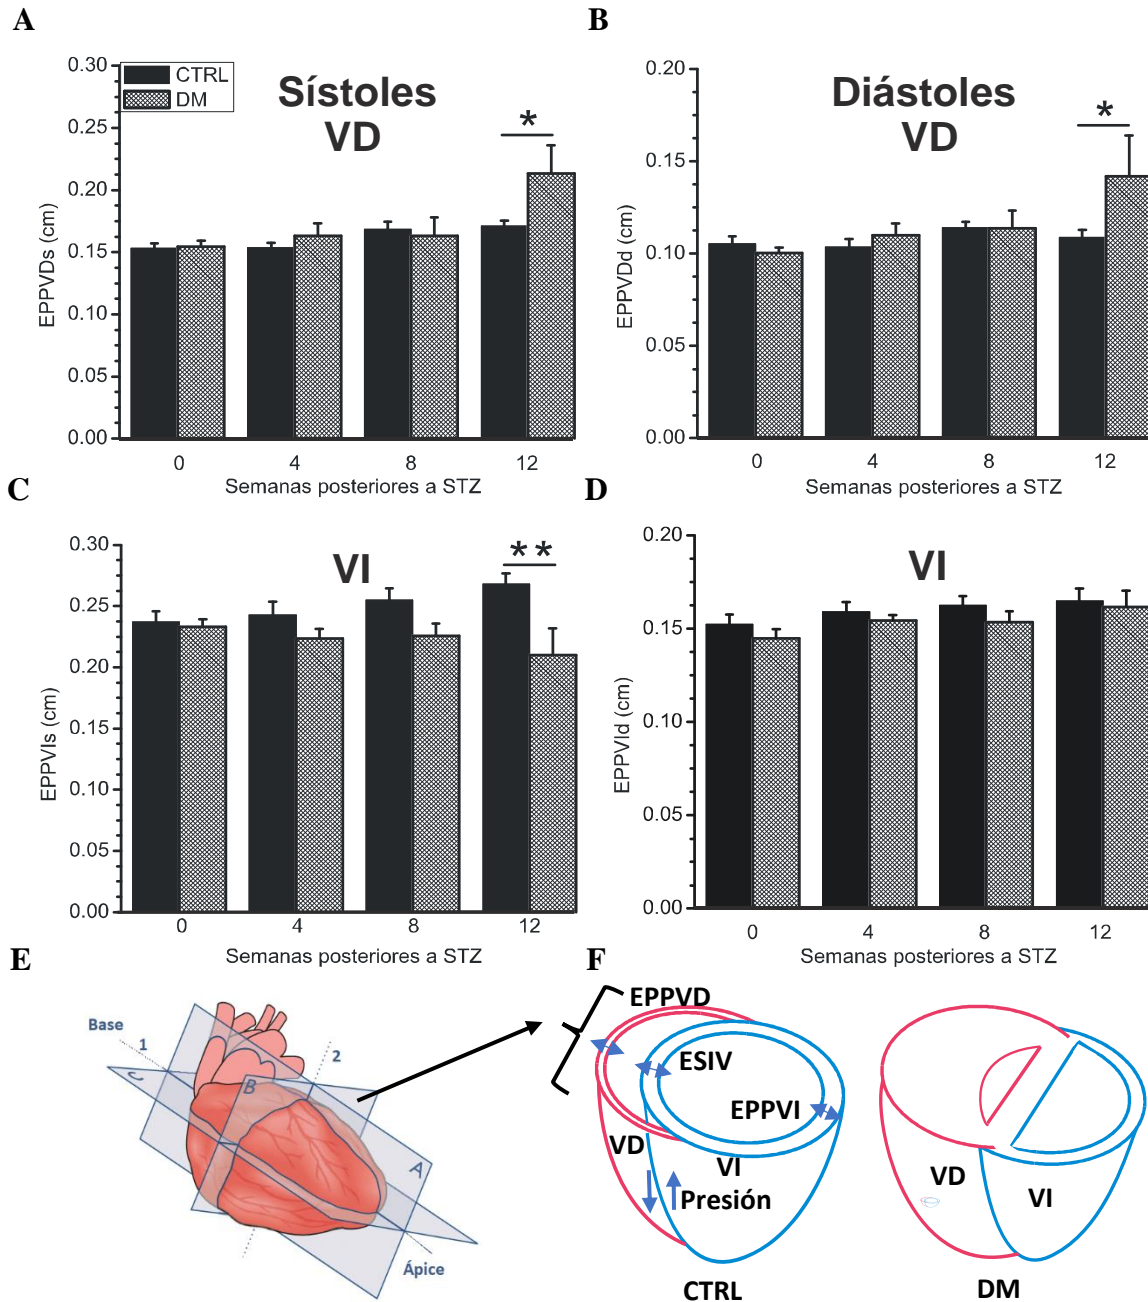 A
B
0.30
0.25
0.20
0.15
0.10
0.05
0.00
EPPVDs (cm)
CTRL
DM
Sístoles
VD
*
0
4
8
12
Semanas posteriores a STZ
0.20
0.15
0.10
0.05
0.00
EPPVDd (cm)
Diástoles
VD
*
0
4
8
12
Semanas posteriores a STZ
C
D
0.30
0.25
0.20
0.25
0.10
0.05
0.00
EPPVIs (cm)
VI
**
0
4
8
12
Semanas posteriores a STZ
0.20
0.15
0.10
0.05
0.00
EPPVId (cm)
VI
0
4
8
12
Semanas posteriores a STZ
E
F
Base
1
2
C
B
A
Ápice
EPPVD
ESIV
EPPVI
VD
VI
Presión
CTRL
VD
VI
DM